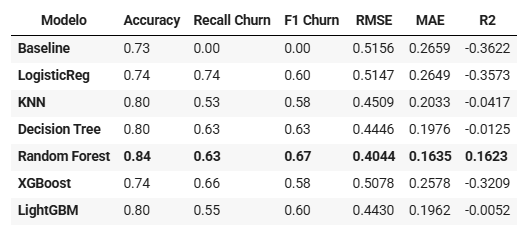 Modelo Accuracy Recall Churn F1 Churn RMSE MAE R2
Baseline 0.73 0.00 0.00 0.5156 0.2659 -0.3622
LogisticReg 0.74 0.74 0.60 0.5147 0.2649 -0.3573
KNN 0.80 0.53 0.58 0.4509 0.2033 -0.0417
Decision Tree 0.80 0.63 0.63 0.4446 0.1976 -0.0125
Random Forest 0.84 0.63 0.67 0.4044 0.1635 0.1623
XGBoost 0.74 0.66 0.58 0.5078 0.2578 -0.3209
LightGBM 0.80 0.55 0.60 0.4430 0.1962 -0.0052